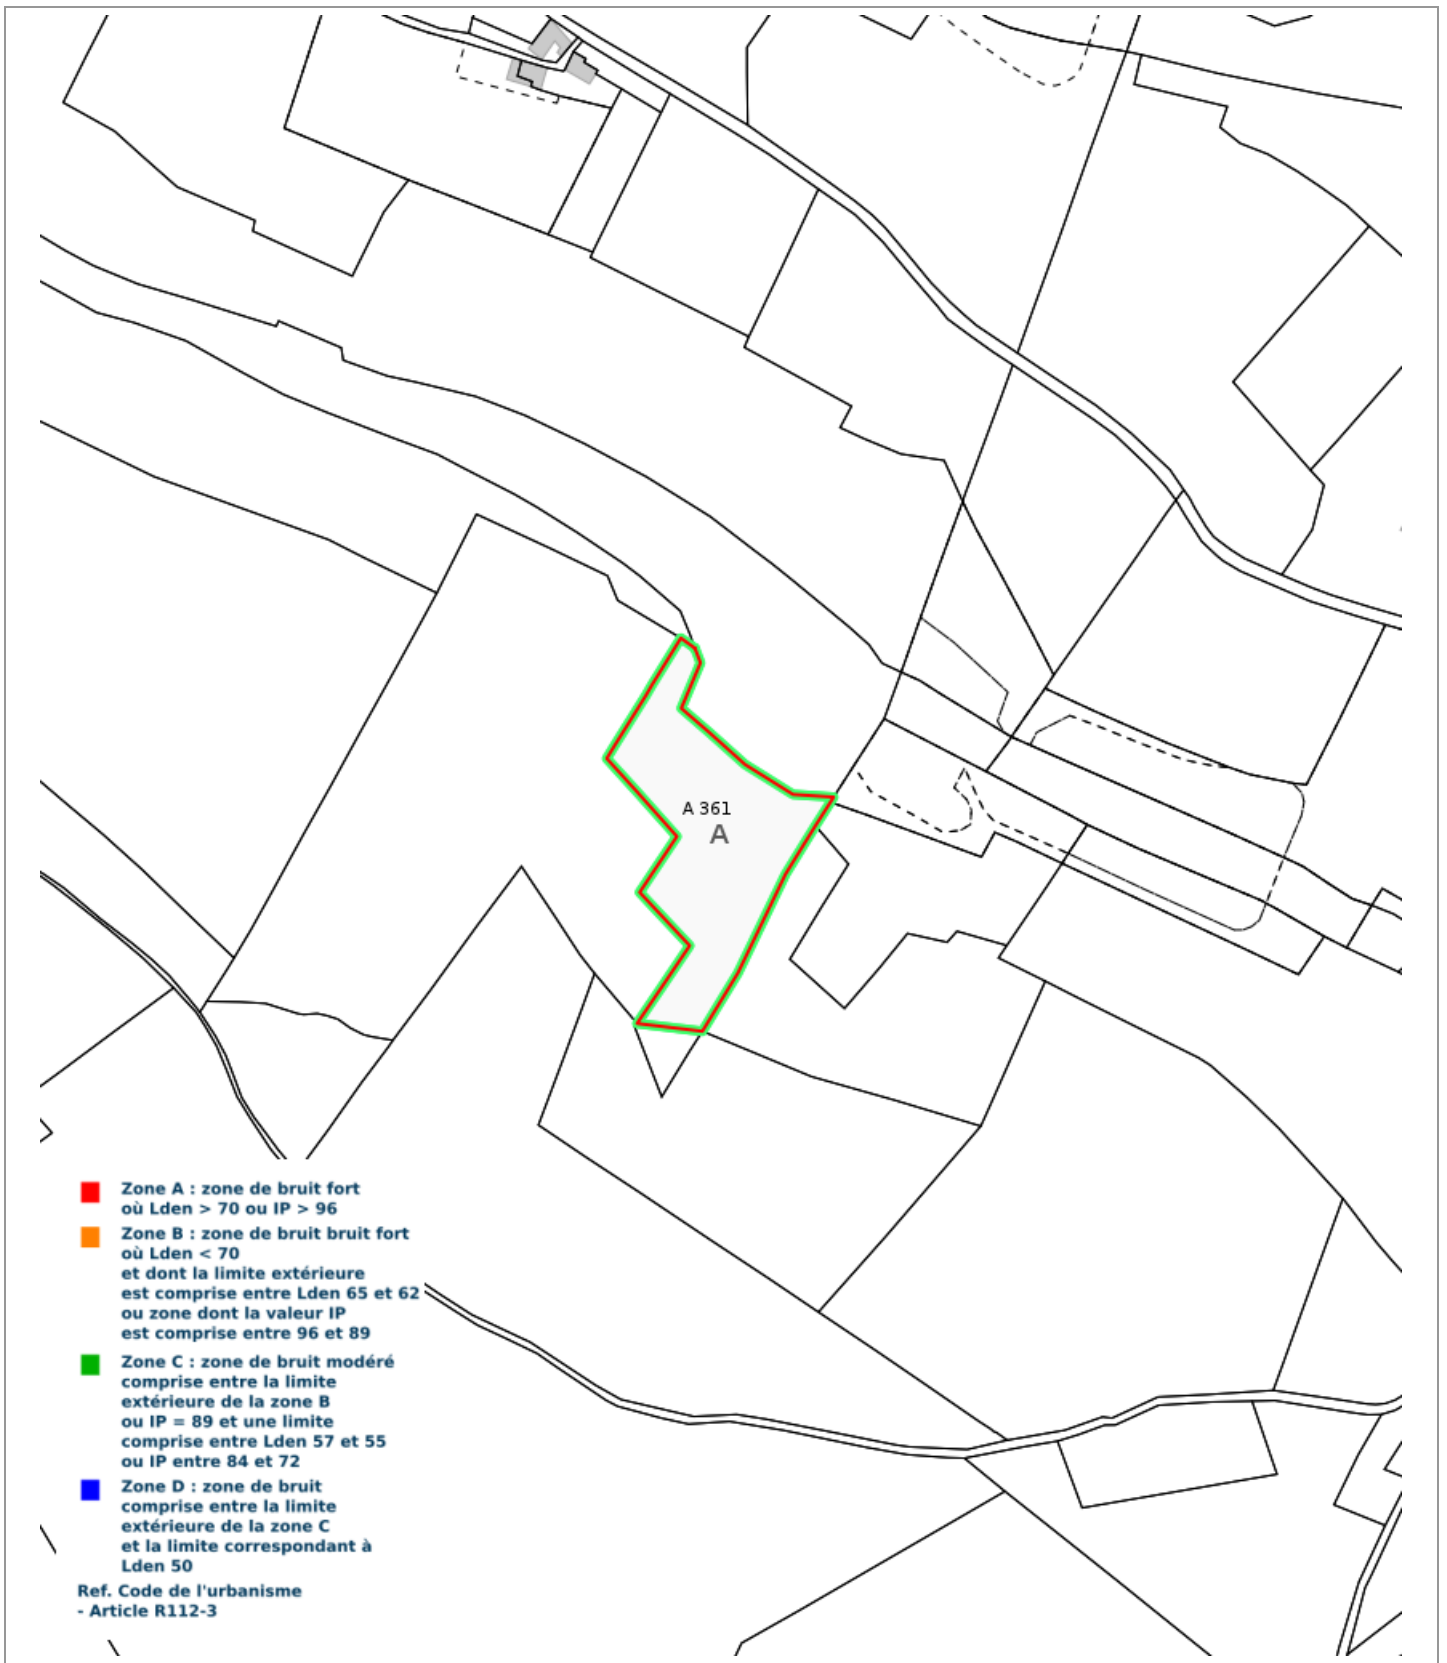 A 361
A
Zone A : zone de bruit fort
où Lden > 70 ou IP > 96
Zone B : zone de bruit bruit fort
où Lden < 70
et dont la limite extérieure
est comprise entre Lden 65 et 62
ou zone dont la valeur IP
est comprise entre 96 et 89
Zone C : zone de bruit modéré
comprise entre la limite
extérieure de la zone B
ou IP = 89 et une limite
comprise entre Lden 57 et 55
ou IP entre 84 et 72
Zone D : zone de bruit
comprise entre la limite
extérieure de la zone C
et la limite correspondant à
Lden 50
Ref. Code de l'urbanisme
- Article R112-3